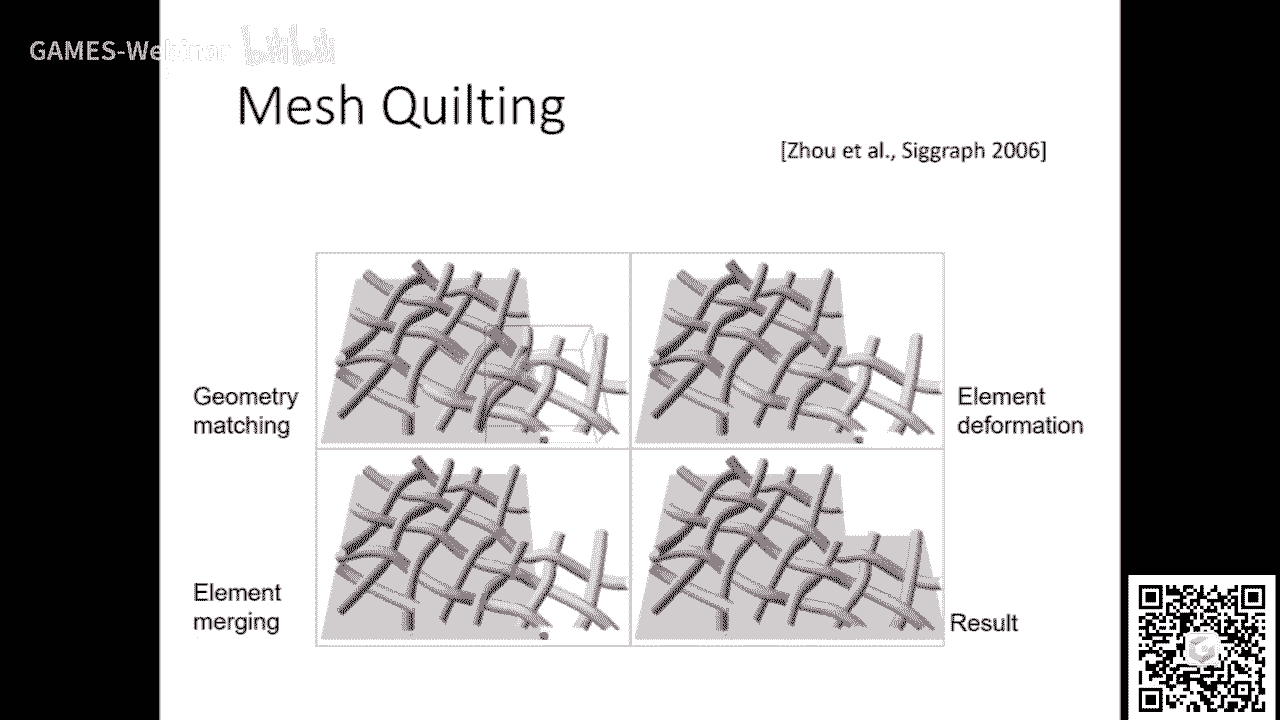 GAMES-Webinar bilibili
Mesh Quilting
[Zhou et al., Siggraph 2006]
Geometry
matching
Element
deformation
Element
merging
Result